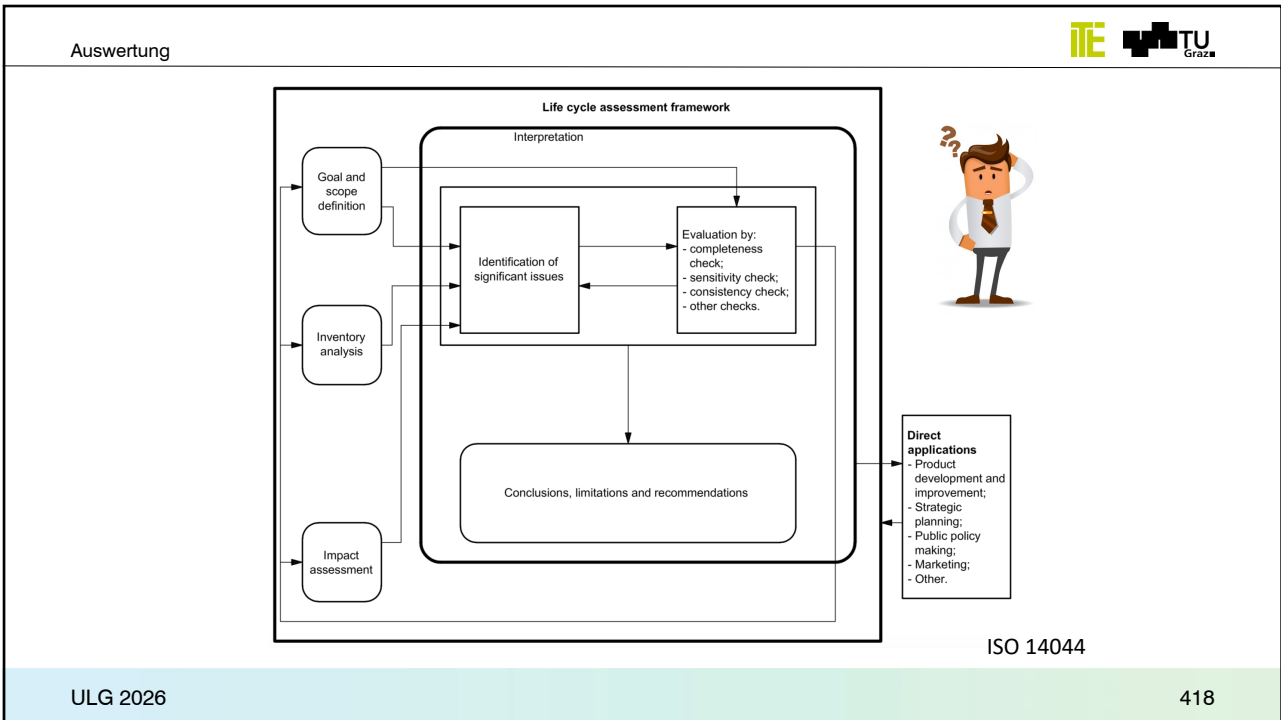 Auswertung
iTE TU
Graz
Life cycle assessment framework
Interpretation
Goal and
scope
definition
Inventory
analysis
Impact
assessment
Identification of
significant issues
Evaluation by:
- completeness
check;
- sensitivity check;
- consistency check;
- other checks.
Conclusions, limitations and recommendations
??
Direct
applications
- Product
development and
improvement;
- Strategic
planning;
- Public policy
making;
- Marketing;
- Other.
ISO 14044
ULG 2026
418